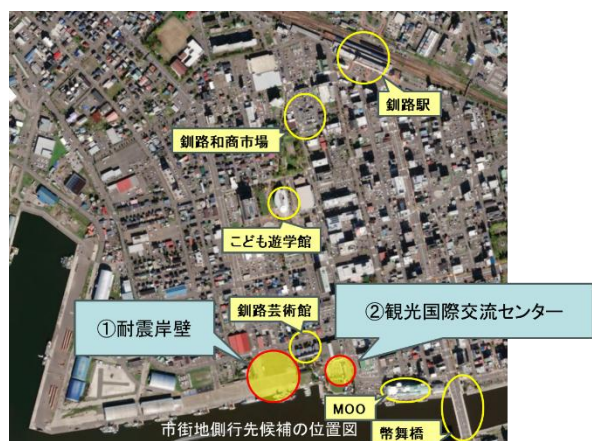 釧路駅
釧路和商市場
こども遊学館
釧路芸術館
①耐震岸壁
②観光国際交流センター
MOO
幣舞橋
市街地側行先候補の位置図